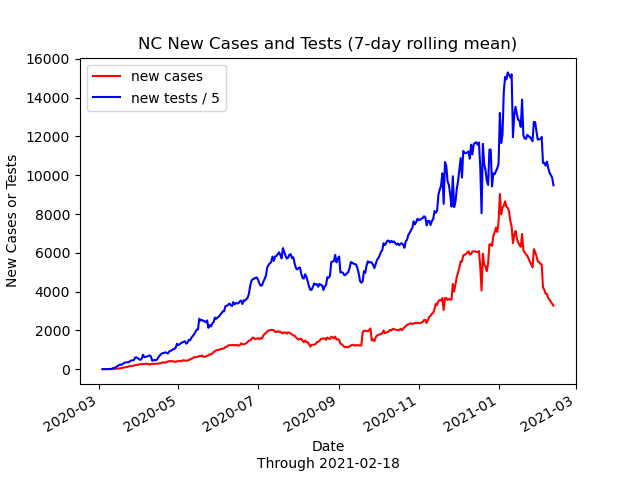 NC New Cases and Tests (7-day rolling mean)
new cases
new tests / 5
New Cases or Tests
16000
14000
12000
10000
8000
6000
4000
2000
0
2020-03
2020-05
2020-07
2020-09
2020-11
2021-01
2021-03
Date
Through 2021-02-18